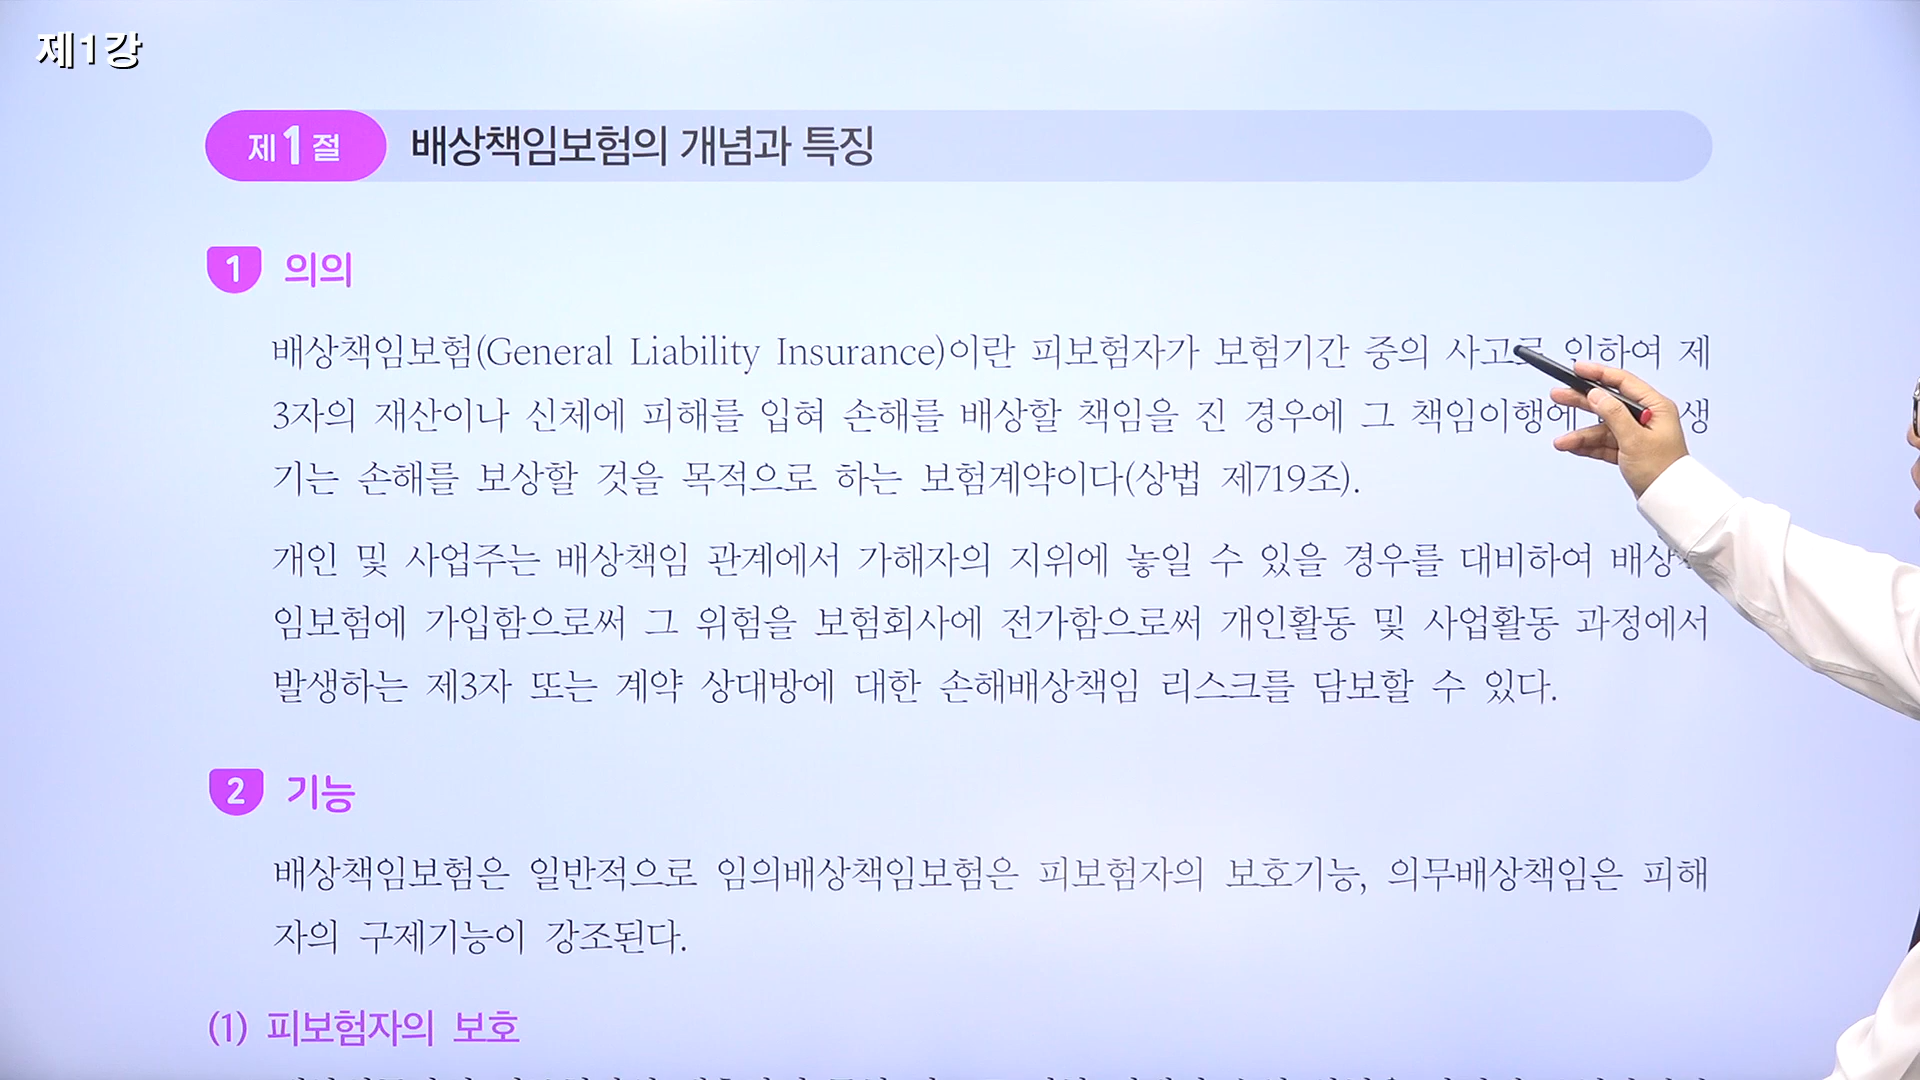 제1강
제1절 배상책임보험의 개념과 특징
1 의의
배상책임보험(General Liability Insurance)이란 피보험자가 보험기간 중의 사고로 인하여 제
3자의 재산이나 신체에 피해를 입혀 손해를 배상할 책임을 진 경우에 그 책임이행에 생
기는 손해를 보상할 것을 목적으로 하는 보험계약이다(상법 제719조).
개인 및 사업주는 배상책임 관계에서 가해자의 지위에 놓일 수 있을 경우를 대비하여 배상책
임보험에 가입함으로써 그 위험을 보험회사에 전가함으로써 개인활동 및 사업활동 과정에서
발생하는 제3자 또는 계약 상대방에 대한 손해배상책임 리스크를 담보할 수 있다.
2 기능
배상책임보험은 일반적으로 임의배상책임보험은 피보험자의 보호기능, 의무배상책임은 피해
자의 구제기능이 강조된다.
(1) 피보험자의 보호